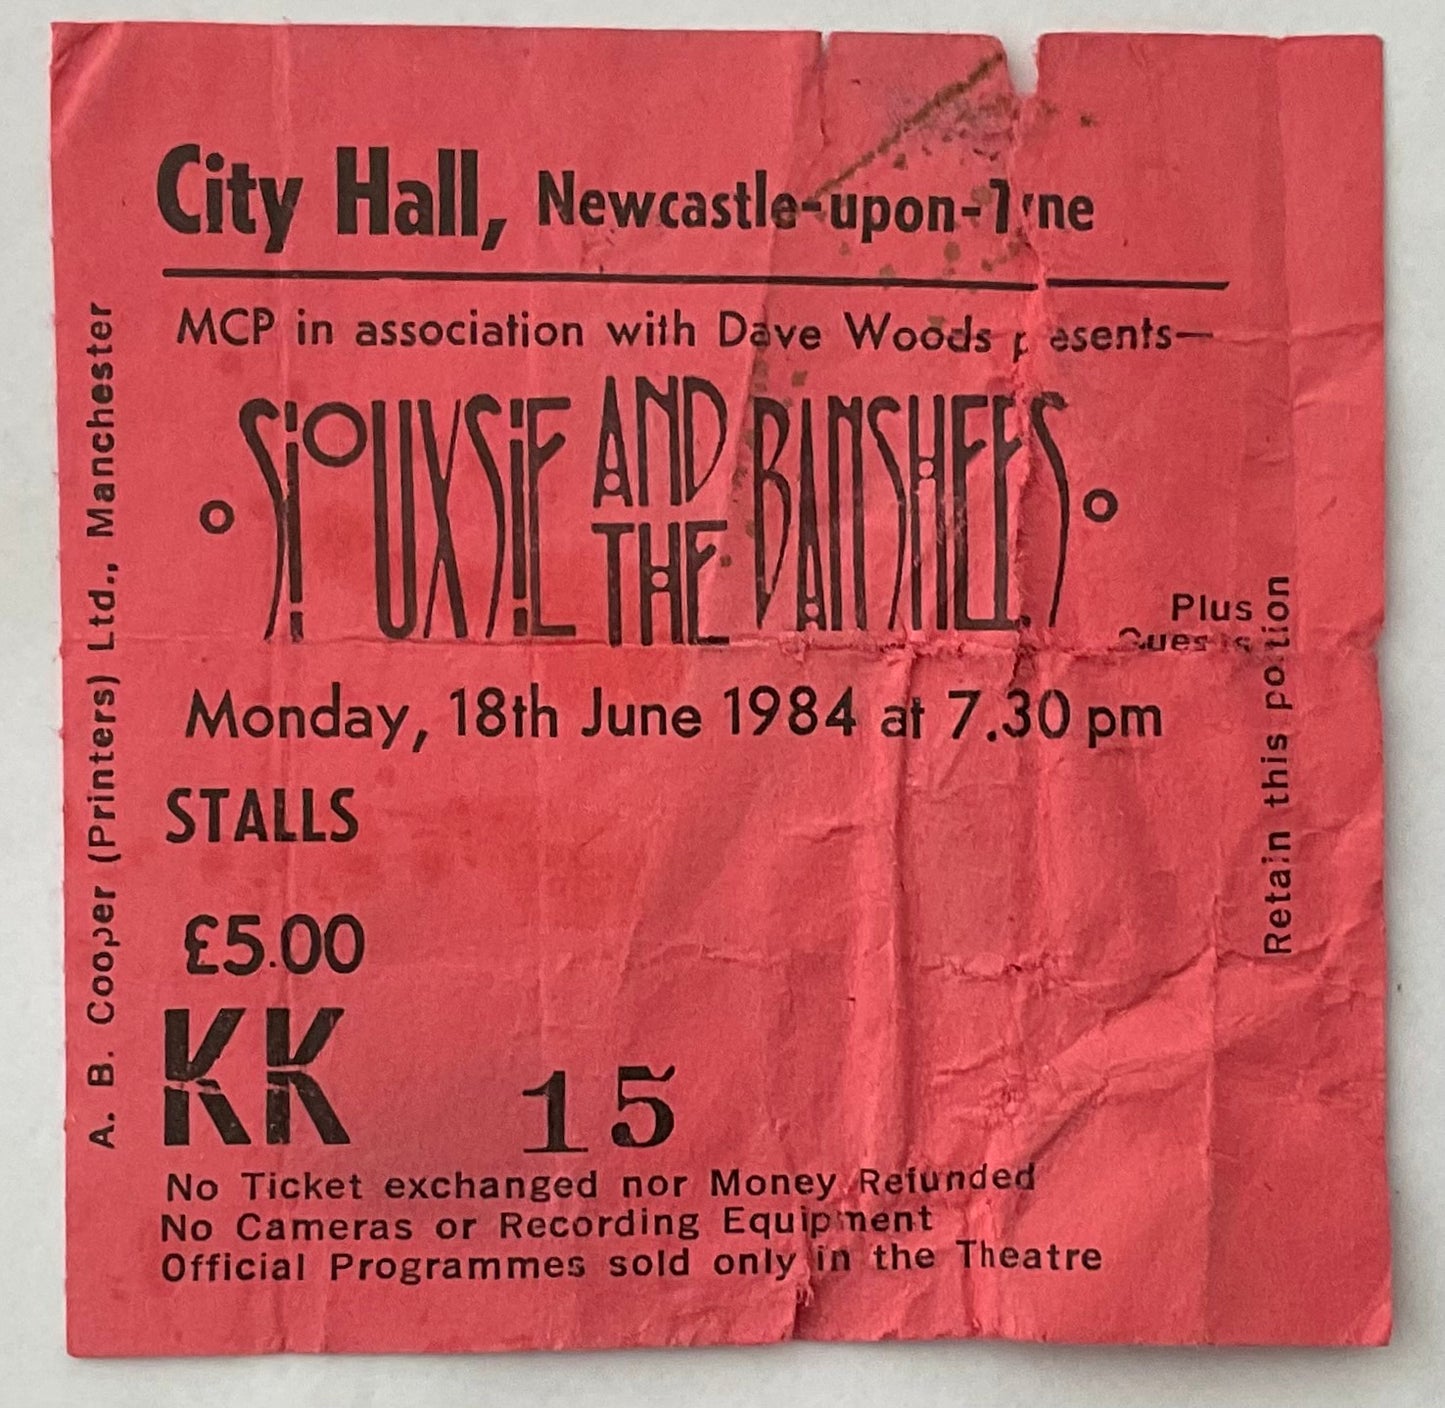 City Hall, Newcastle-upon-Tyne
MCP in association with Dave Woods presents—
SIOUXSIE AND THE BANSHEES
Plus
Guests
Monday, 18th June 1984 at 7.30 pm
STALLS
£5.00
KK 15
No Ticket exchanged nor Money Refunded
No Cameras or Recording Equipment
Official Programmes sold only in the Theatre
A. B. Cooper (Printers) Ltd., Manchester
Retain this portion